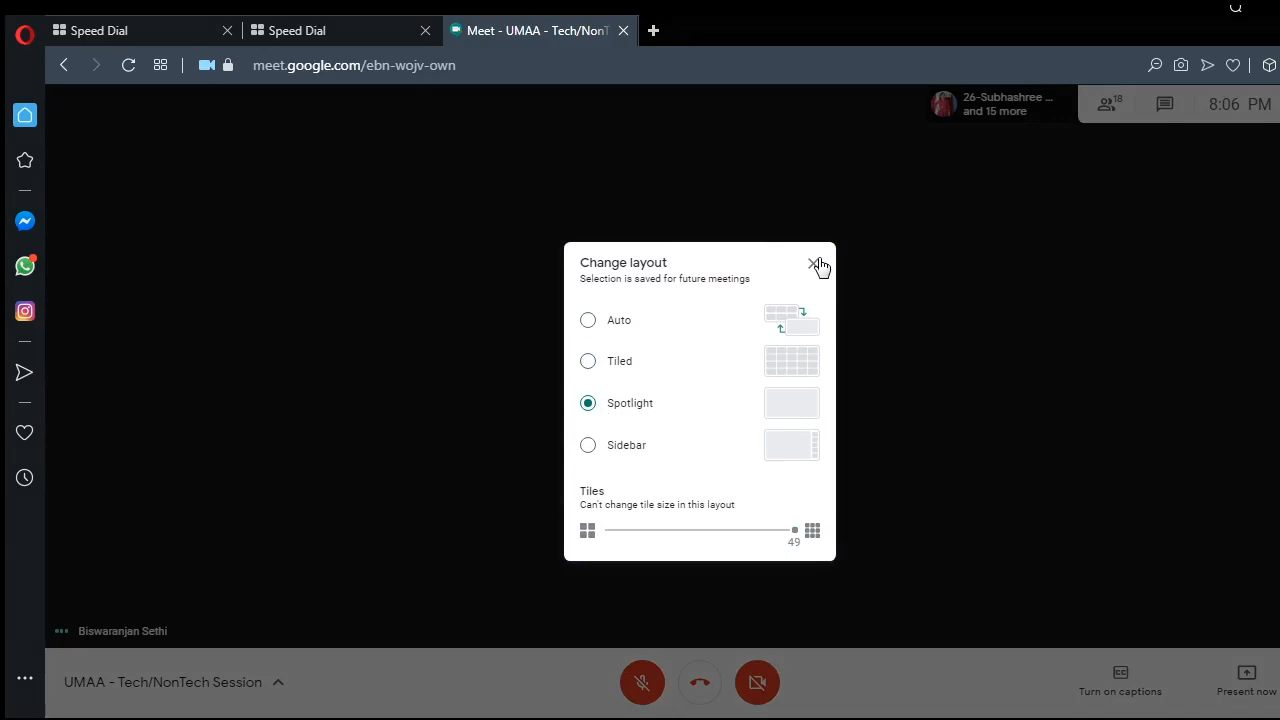 Speed Dial
Speed Dial
Meet - UMAA - Tech/NonT
meet.google.com/ebn-wojv-own
26-Subhashree ...
and 15 more
18
8:06 PM
Change layout
Selection is saved for future meetings
Auto
Tiled
Spotlight
Sidebar
Tiles
Can't change tile size in this layout
49
Biswaranjan Sethi
UMAA - Tech/NonTech Session
Turn on captions
Present now